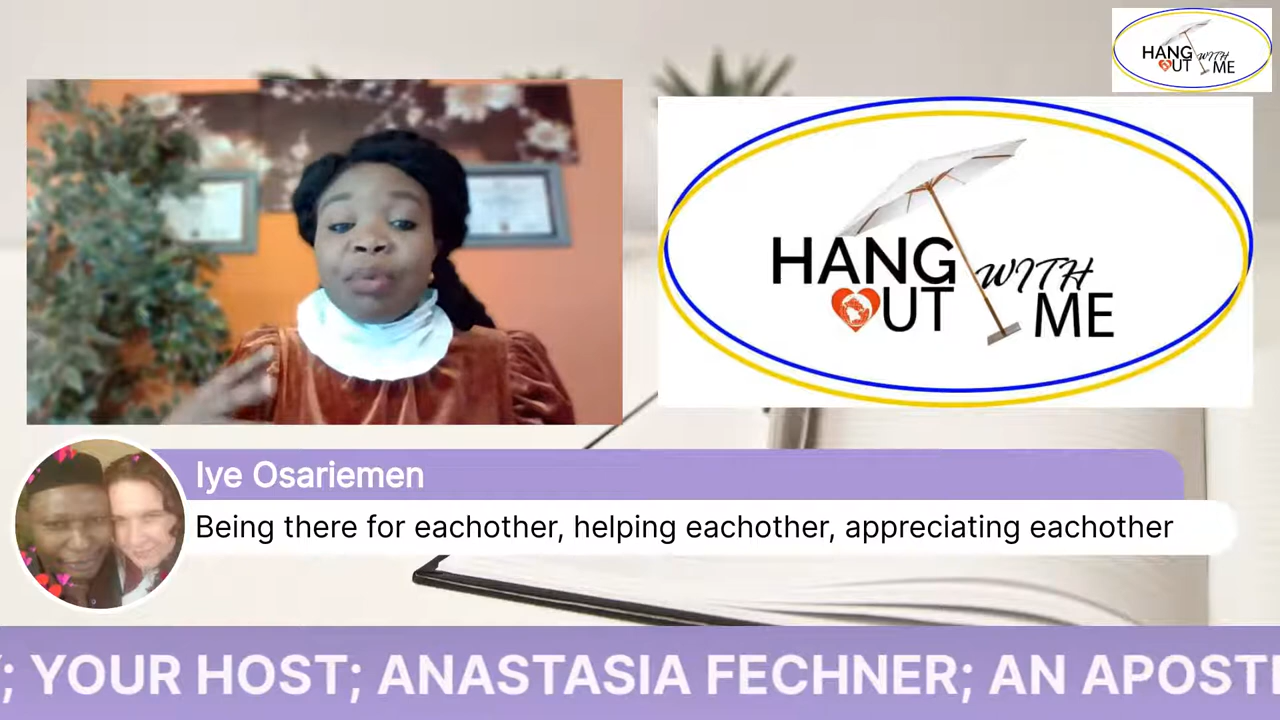 HANG WITH
OUT ME
HANG WITH
OUT ME
Iye Osariemen
Being there for eachother, helping eachother, appreciating eachother
; YOUR HOST; ANASTASIA FECHNER; AN